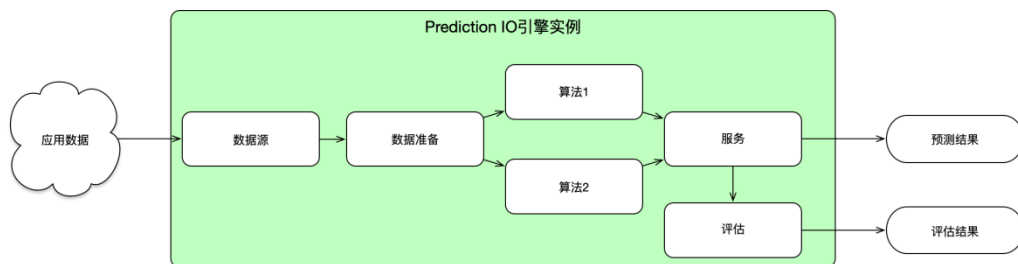 Prediction IO引擎实例
应用数据
数据源
数据准备
算法1
算法2
服务
评估
预测结果
评估结果